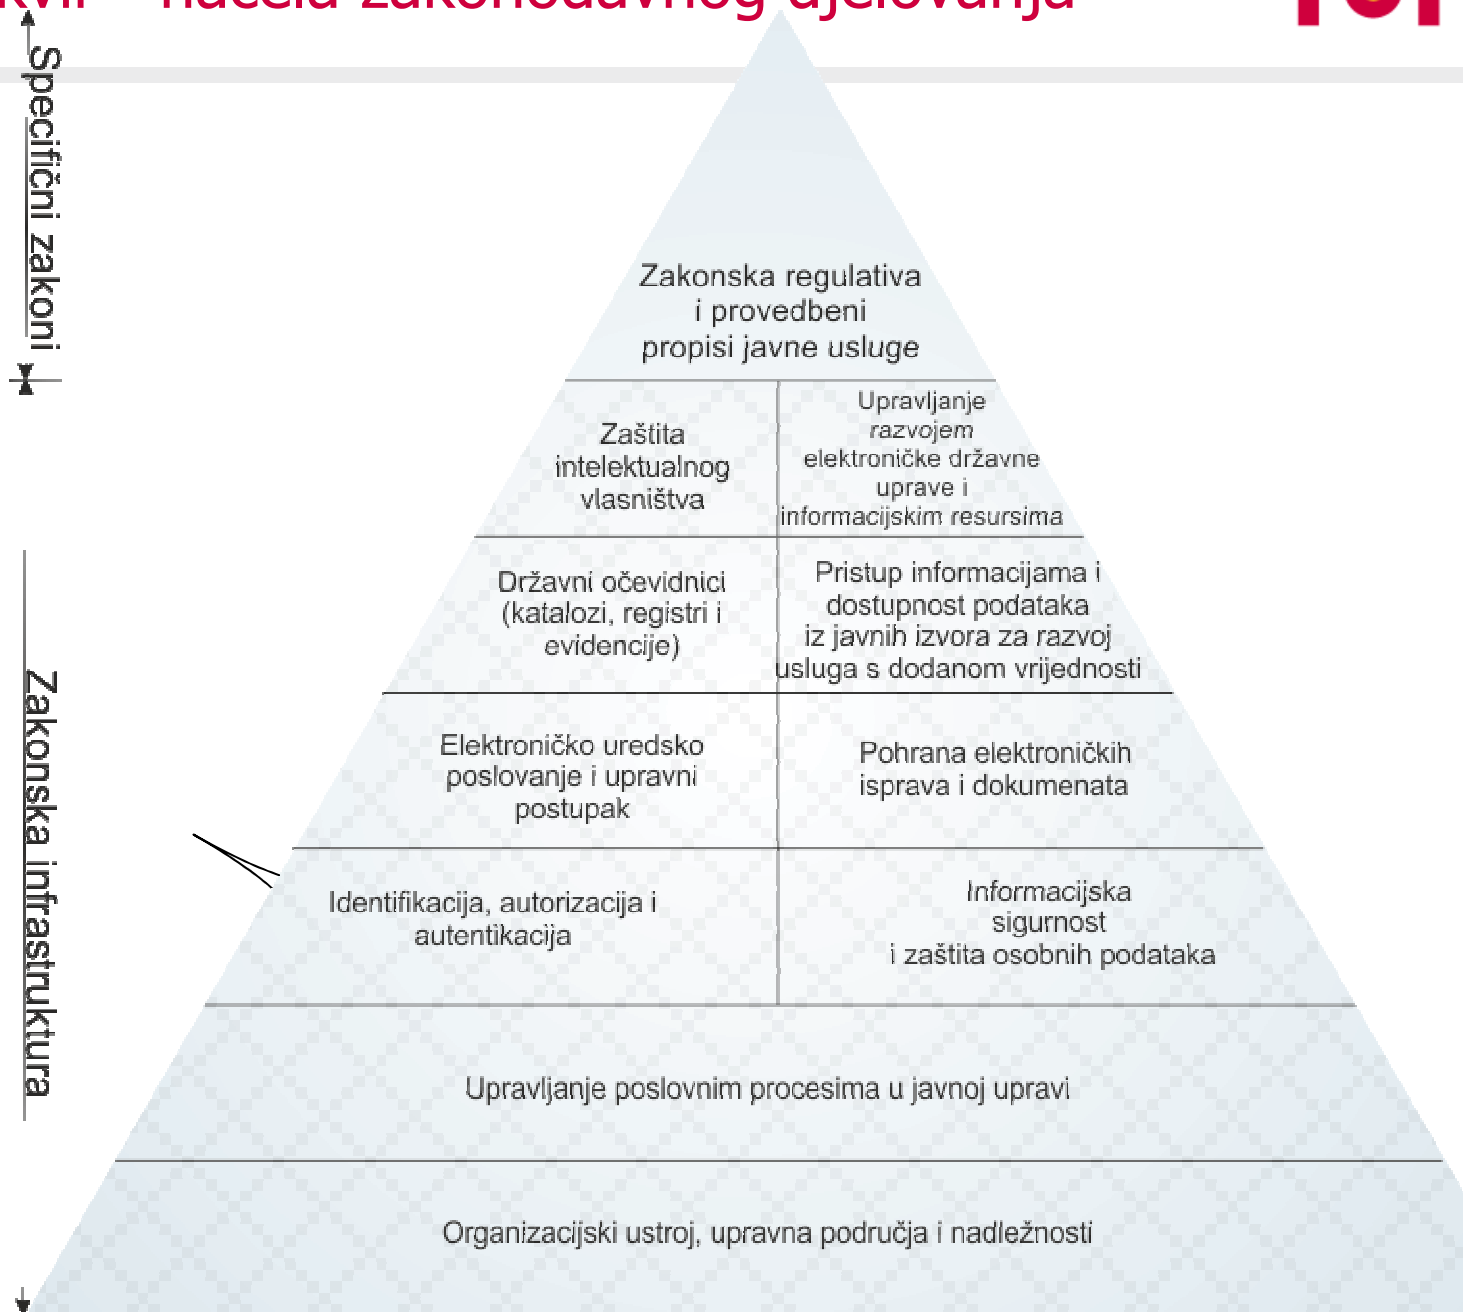 načela zakonodavnog djelovanja
Specifični zakoni
Zakonska regulativa
i provedbeni
propisi javne usluge
Zaštita
intelektualnog
vlasništva
Upravljanje
razvojem
elektroničke državne
uprave i
informacijskim resursima
Državni očevidnici
(katalozi, registri i
evidencije)
Pristup informacijama i
dostupnost podataka
iz javnih izvora za razvoj
usluga s dodanom vrijednosti
Zakonska infrastruktura
Elektroničko uredsko
poslovanje i upravni
postupak
Pohrana elektroničkih
isprava i dokumenata
Identifikacija, autorizacija i
autentikacija
Informacijska
sigurnost
i zaštita osobnih podataka
Upravljanje poslovnim procesima u javnoj upravi
Organizacijski ustroj, upravna područja i nadležnosti